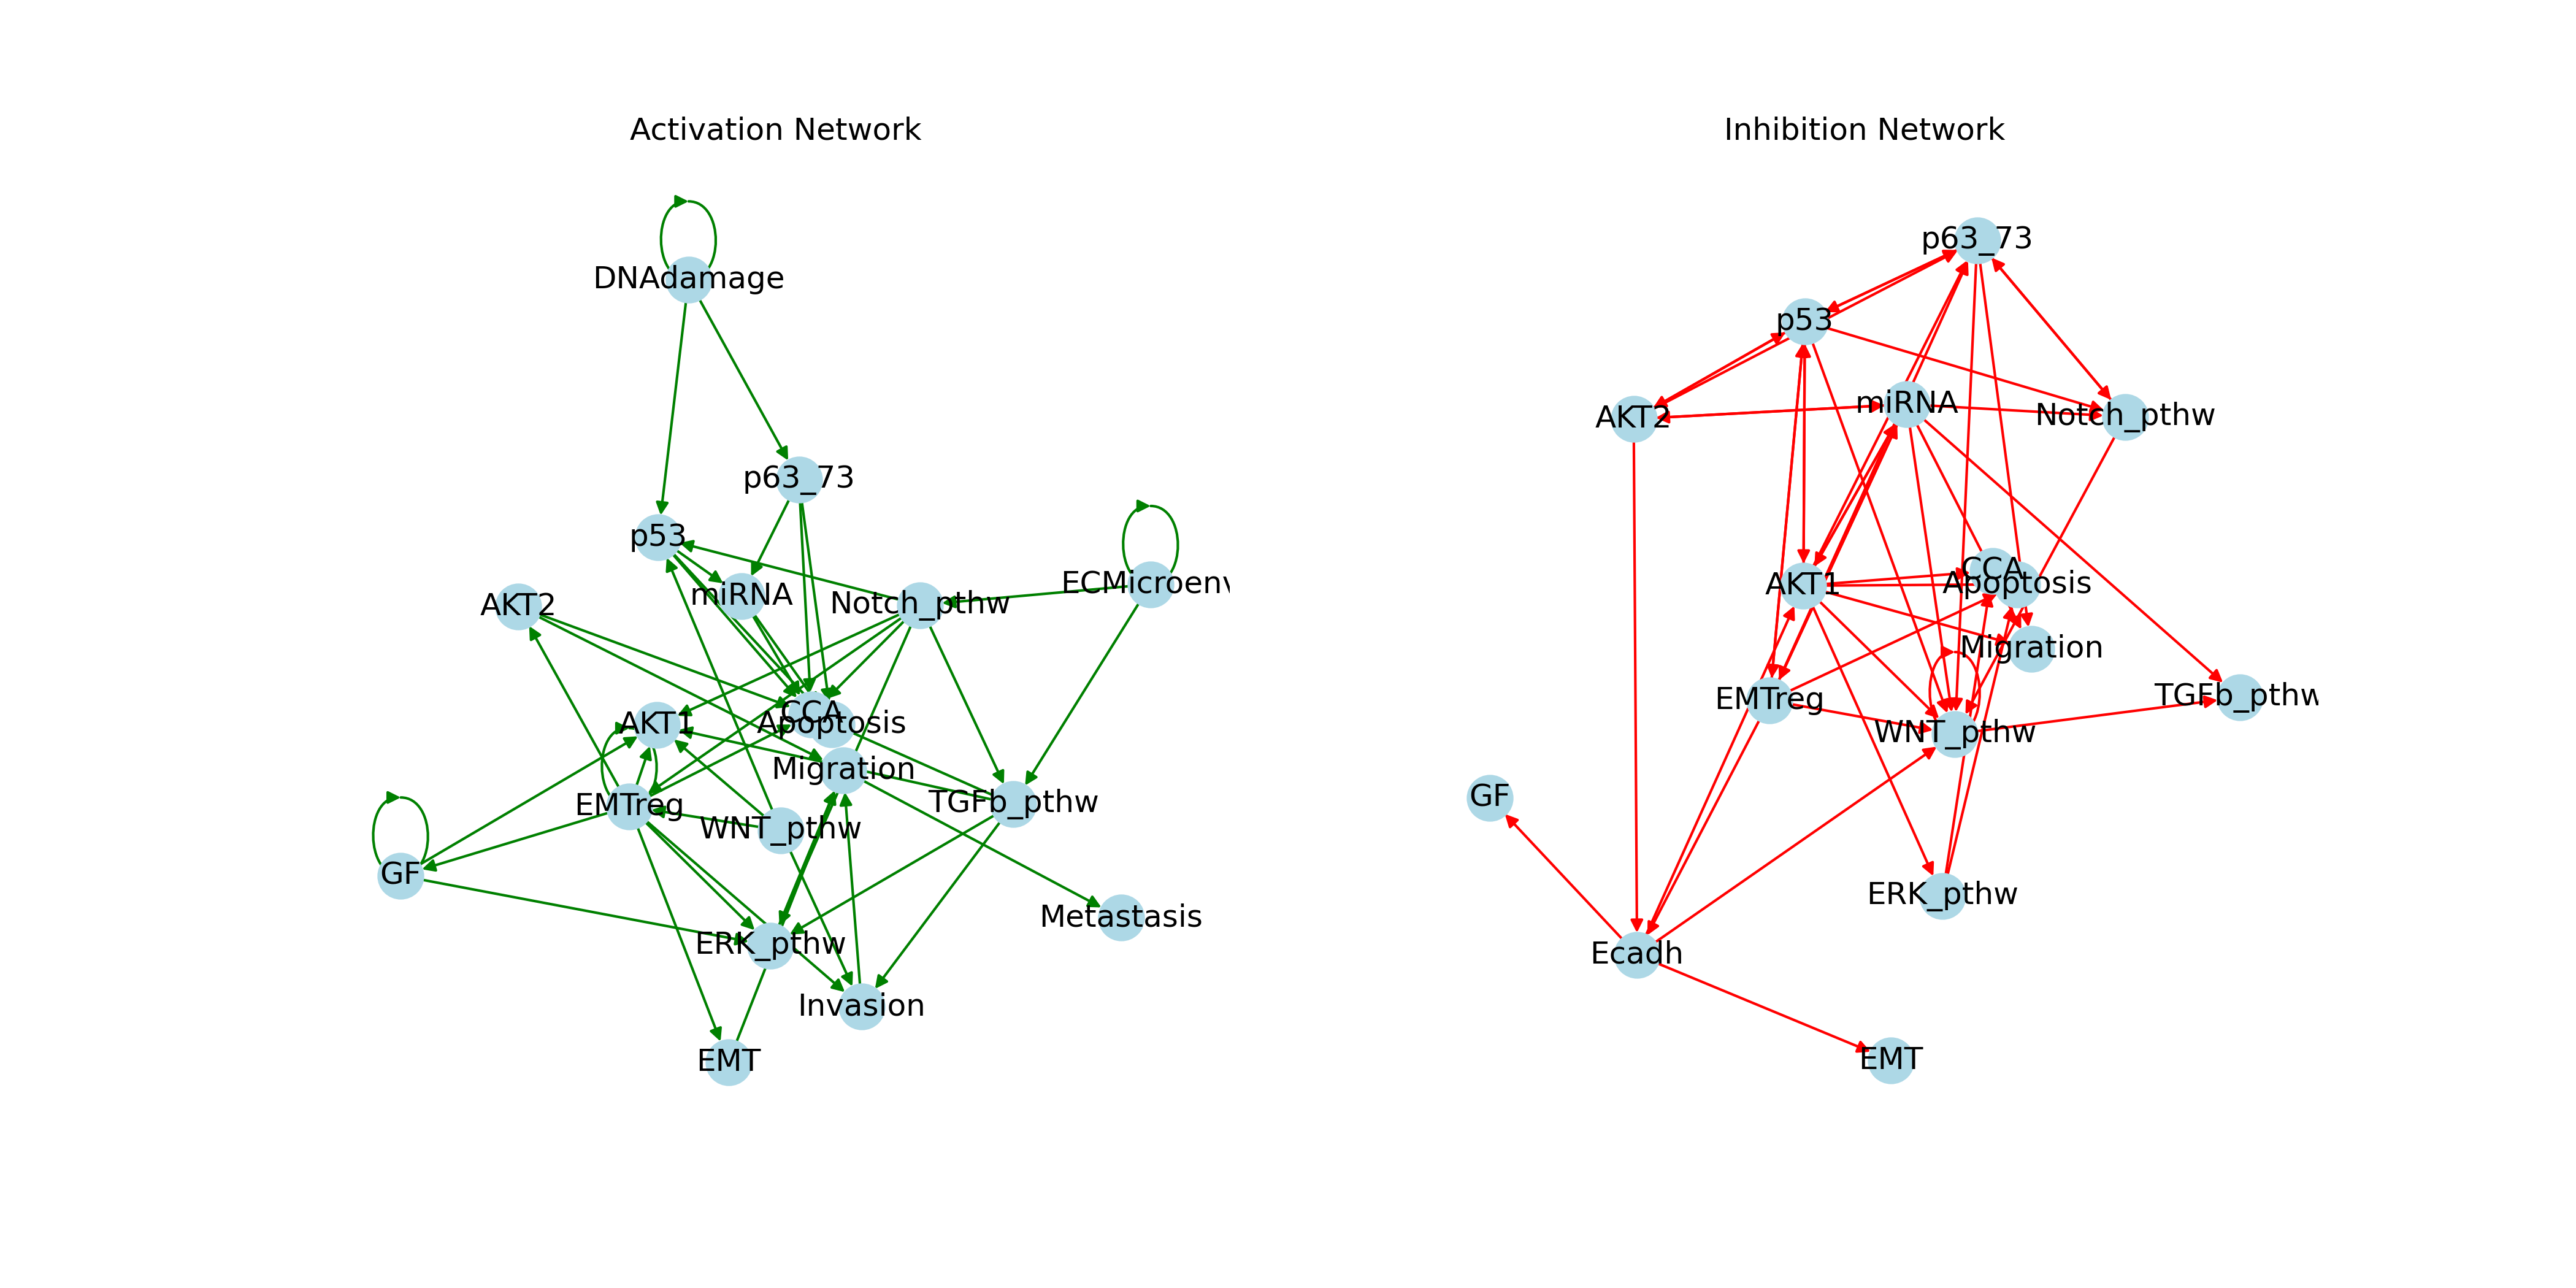 Activation Network
DNAdamage
p63_73
p53
ECMicroenv
miRNA
Notch_pthw
AKT2
CCA
AKT1
Apoptosis
Migration
EMTreg
TGFb_pthw
WNT_pthw
GF
Metastasis
ERK_pthw
Invasion
EMT
Inhibition Network
p63_73
p53
miRNA
AKT2
Notch_pthw
CCA
AKT1
Apoptosis
Migration
EMTreg
TGFb_pthw
WNT_pthw
GF
ERK_pthw
Ecadh
EMT